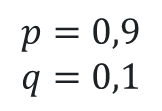 p = 0,9
q = 0,1